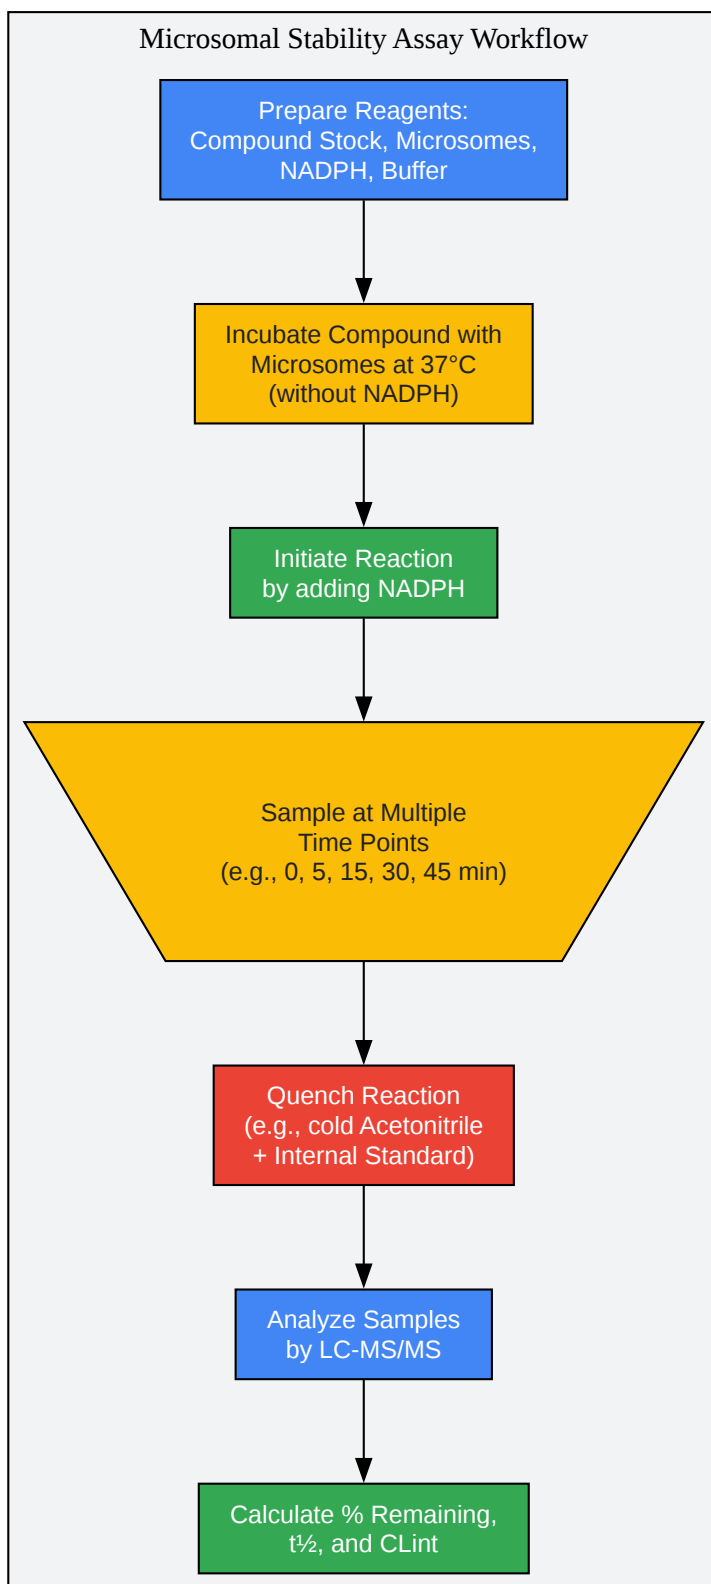 Microsomal Stability Assay Workflow
Prepare Reagents:
Compound Stock, Microsomes,
NADPH, Buffer
Incubate Compound with
Microsomes at 37°C
(without NADPH)
Initiate Reaction
by adding NADPH
Sample at Multiple
Time Points
(e.g., 0, 5, 15, 30, 45 min)
Quench Reaction
(e.g., cold Acetonitrile
+ Internal Standard)
Analyze Samples
by LC-MS/MS
Calculate % Remaining,
t½, and CLint